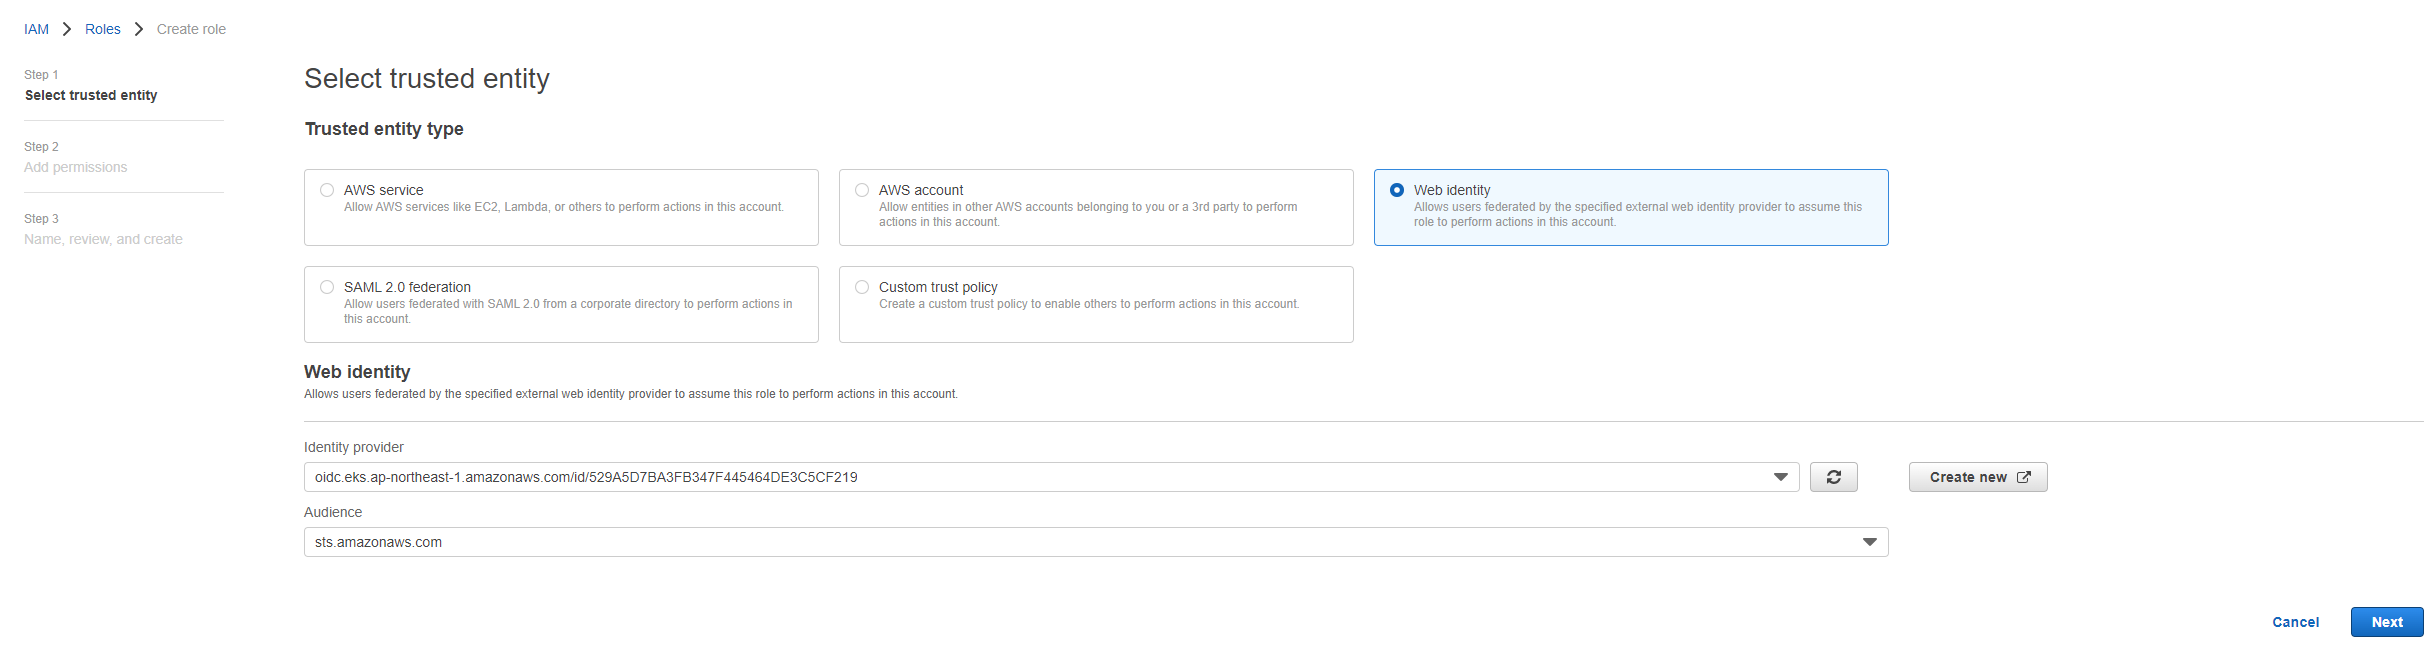 IAM > Roles > Create role
Step 1
Select trusted entity
Step 2
Add permissions
Step 3
Name, review, and create
Select trusted entity
Trusted entity type
AWS service
Allow AWS services like EC2, Lambda, or others to perform actions in this account.
AWS account
Allow entities in other AWS accounts belonging to you or a 3rd party to perform
actions in this account.
Web identity
Allows users federated by the specified external web identity provider to assume this
role to perform actions in this account.
SAML 2.0 federation
Allow users federated with SAML 2.0 from a corporate directory to perform actions in
this account.
Custom trust policy
Create a custom trust policy to enable others to perform actions in this account.
Web identity
Allows users federated by the specified external web identity provider to assume this role to perform actions in this account.
Identity provider
oidc.eks.ap-northeast-1.amazonaws.com/id/529A5D7BA3FB347F445464DE3C5CF219
Create new
Audience
sts.amazonaws.com
Cancel
Next